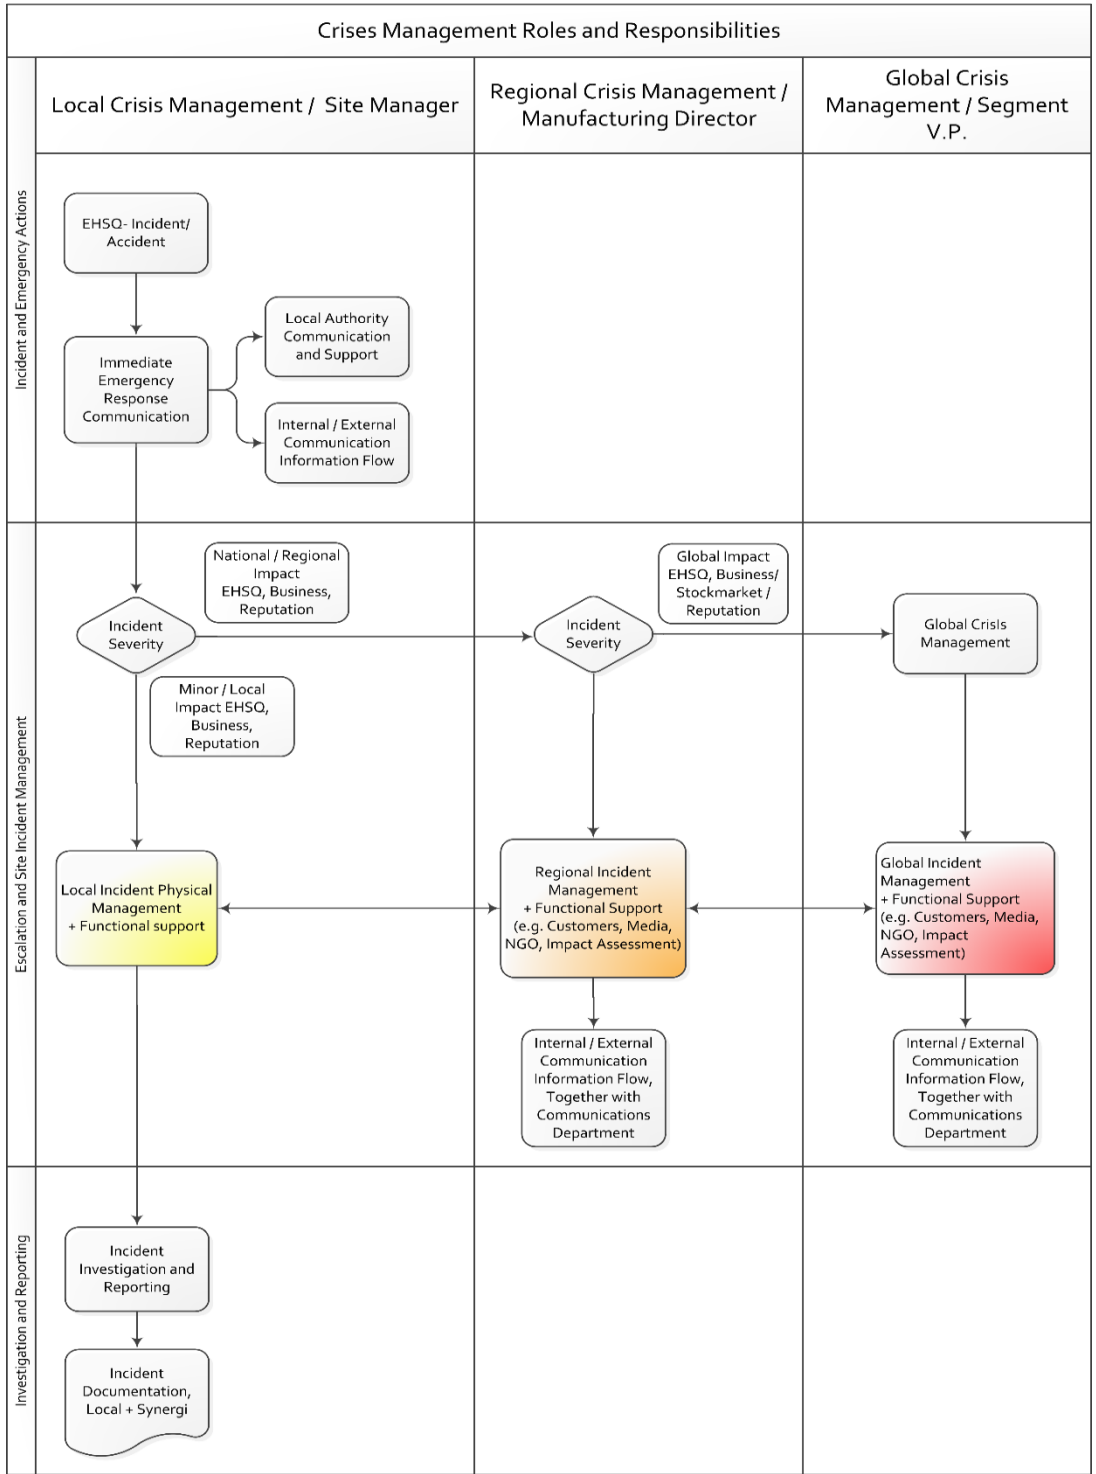 Crises Management Roles and Responsibilities
Local Crisis Management /  Site Manager
Regional Crisis Management /
Manufacturing Director
Global Crisis
Management / Segment
V.P.
Incident and Emergency Actions
EHSQ- Incident/
Accident
Immediate
Emergency
Response
Communication
Local Authority
Communication
and Support
Internal / External
Communication
Information Flow
Escalation and Site Incident Management
National / Regional
Impact
EHSQ, Business,
Reputation
Incident
Severity
Minor / Local
Impact EHSQ,
Business,
Reputation
Global Impact
EHSQ, Business/
Stockmarket /
Reputation
Incident
Severity
Global CrisIs
Management
Local Incident Physical
Management
+ Functional support
Regional Incident
Management
+ Functional Support
(e.g. Customers, Media,
NGO, Impact Assessment)
Global Incident
Management
+ Functional Support
(e.g. Customers, Media,
NGO, Impact
Assessment)
Internal / External
Communication
Information Flow,
Together with
Communications
Department
Internal / External
Communication
Information Flow,
Together with
Communications
Department
Investigation and Reporting
Incident
Investigation and
Reporting
Incident
Documentation,
Local + Synergi